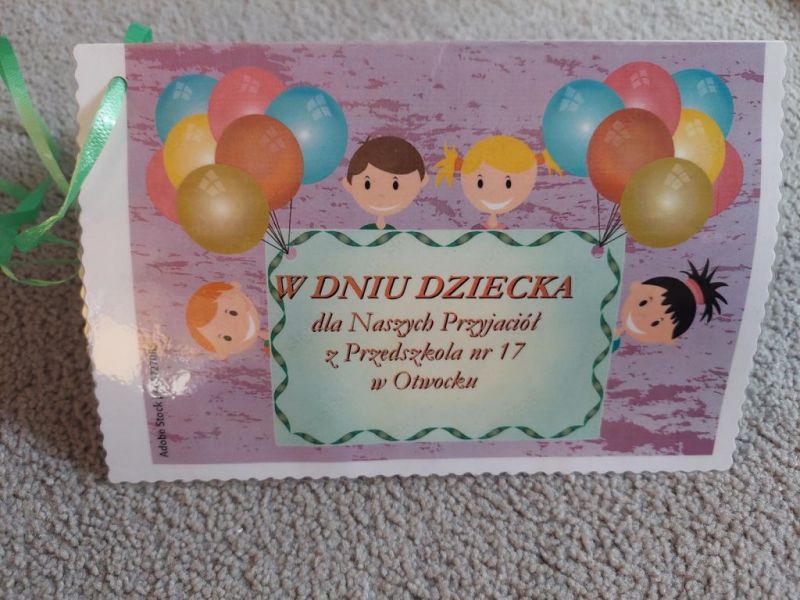 W DNIU DZIECKA
dla Naszych Przyjaciół
z Przedszkola nr 17
w Otwocku
Adobe Stock